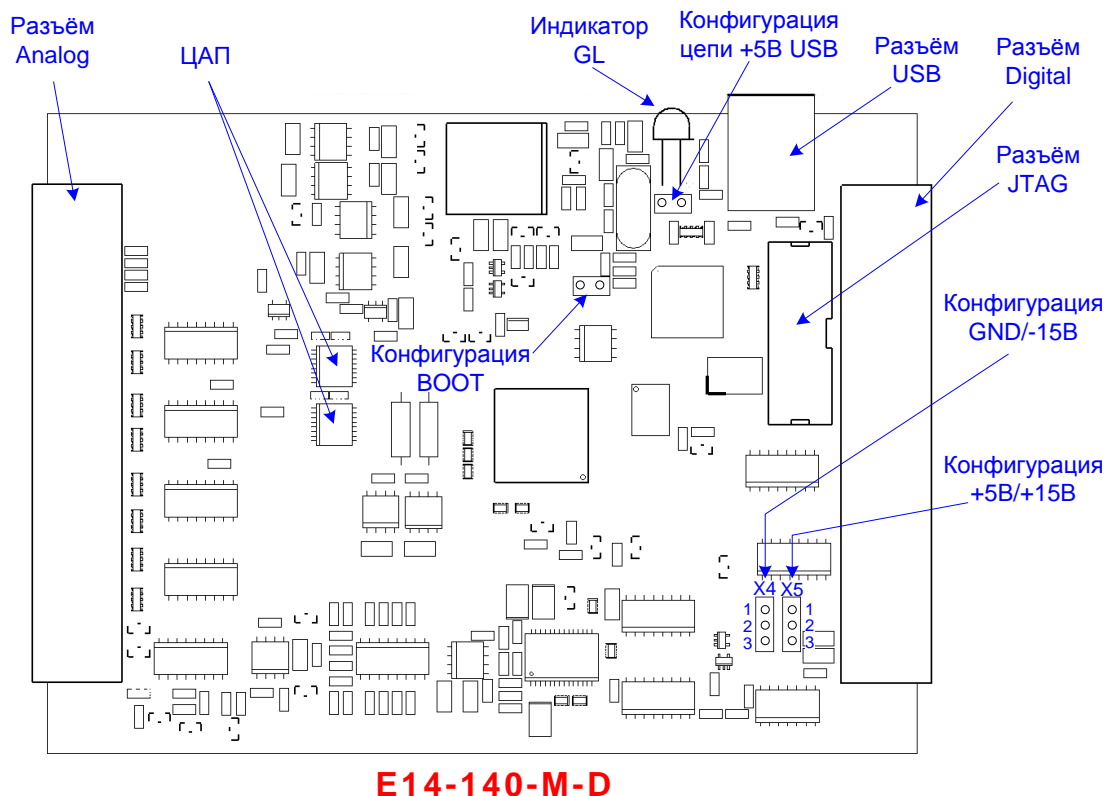 Разъём
Analog
ЦАП
Индикатор
GL
Конфигурация
цепи +5В USB
Разъём
USB
Разъём
Digital
Разъём
JTAG
Конфигурация
GND/-15В
Конфигурация
BOOT
Конфигурация
+5В/+15В
X4 X5
1 1
2 2
3 3
E14-140-M-D